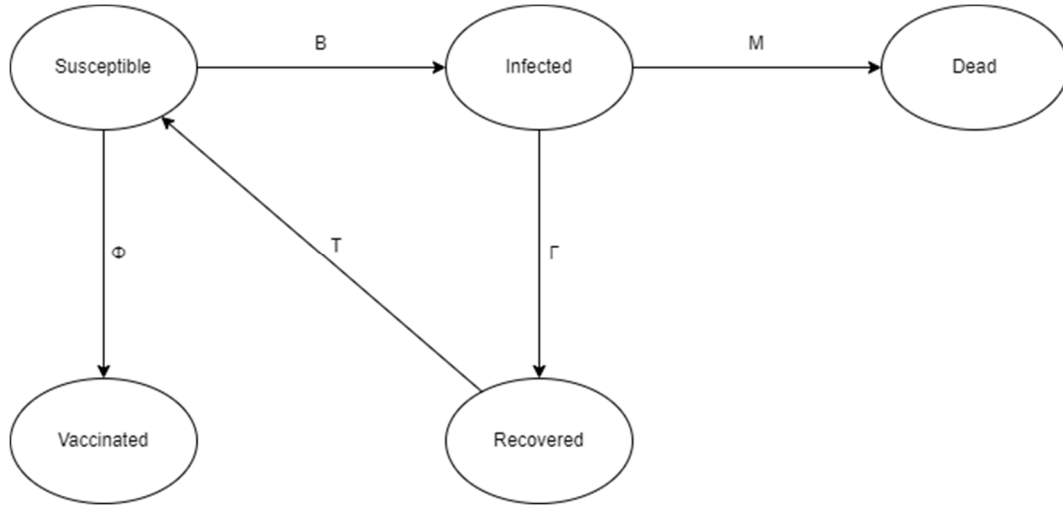 Susceptible
Β
Infected
Μ
Dead
Φ
Τ
Γ
Vaccinated
Recovered